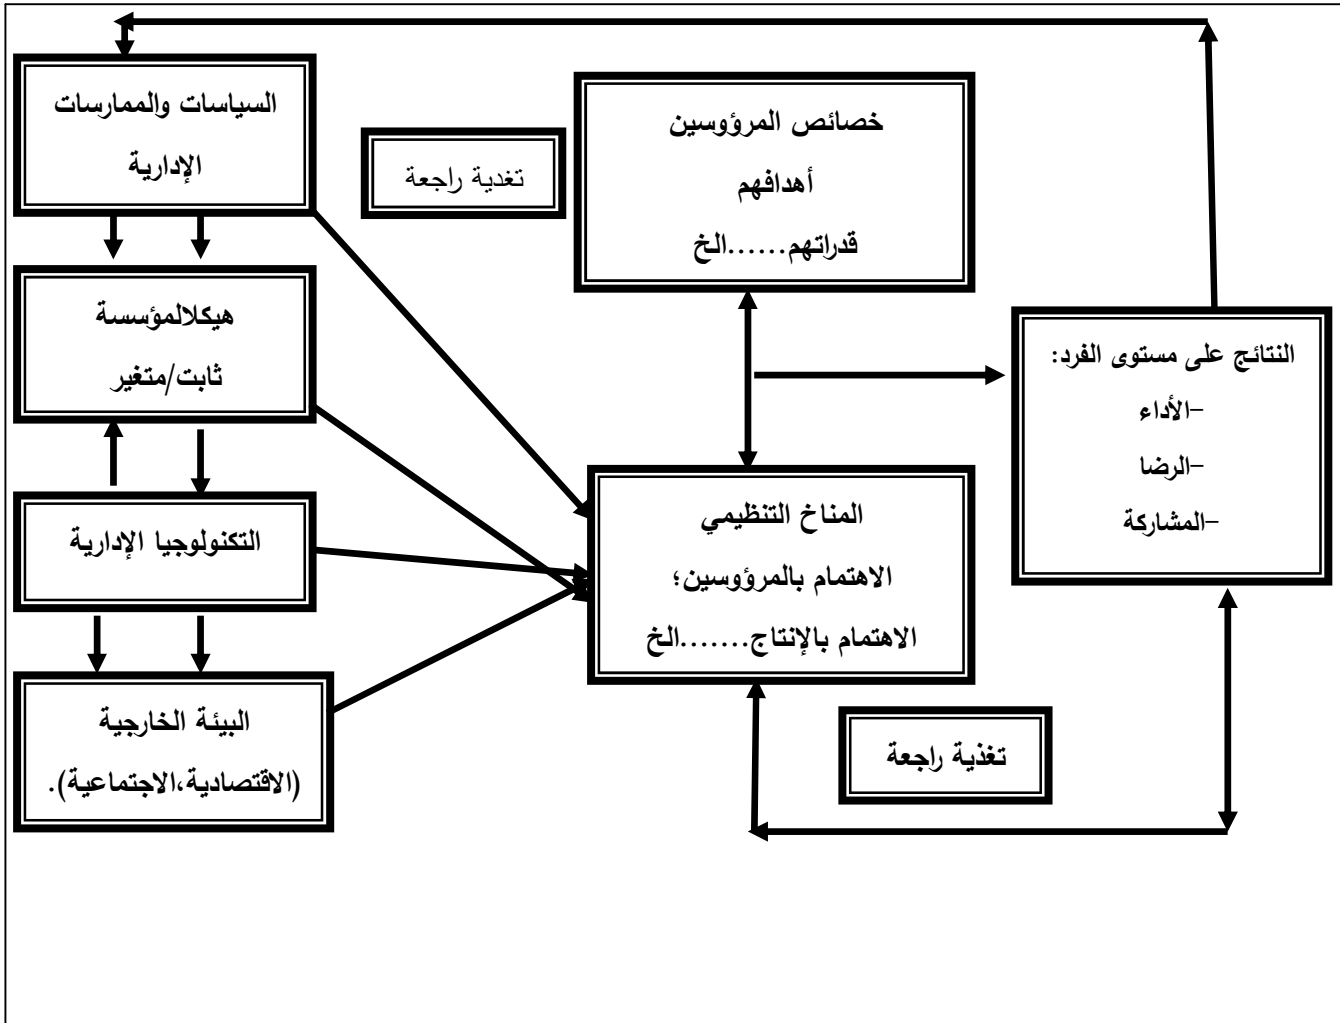 السياسات والممارسات
الإدارية
خصائص المرؤوسين
أهدافهم
قدراتهم......الخ
تغدية راجعة
هيكلالمؤسسة
ثابت/متغير
النتائج على مستوى الفرد:
-الأداء
-الرضا
-المشاركة
التكنولوجيا الإدارية
المناخ التنظيمي
الاهتمام بالمرؤوسين؛
الاهتمام بالإنتاج.......الخ
البيئة الخارجية
(الاقتصادية،الاجتماعية).
تغذية راجعة